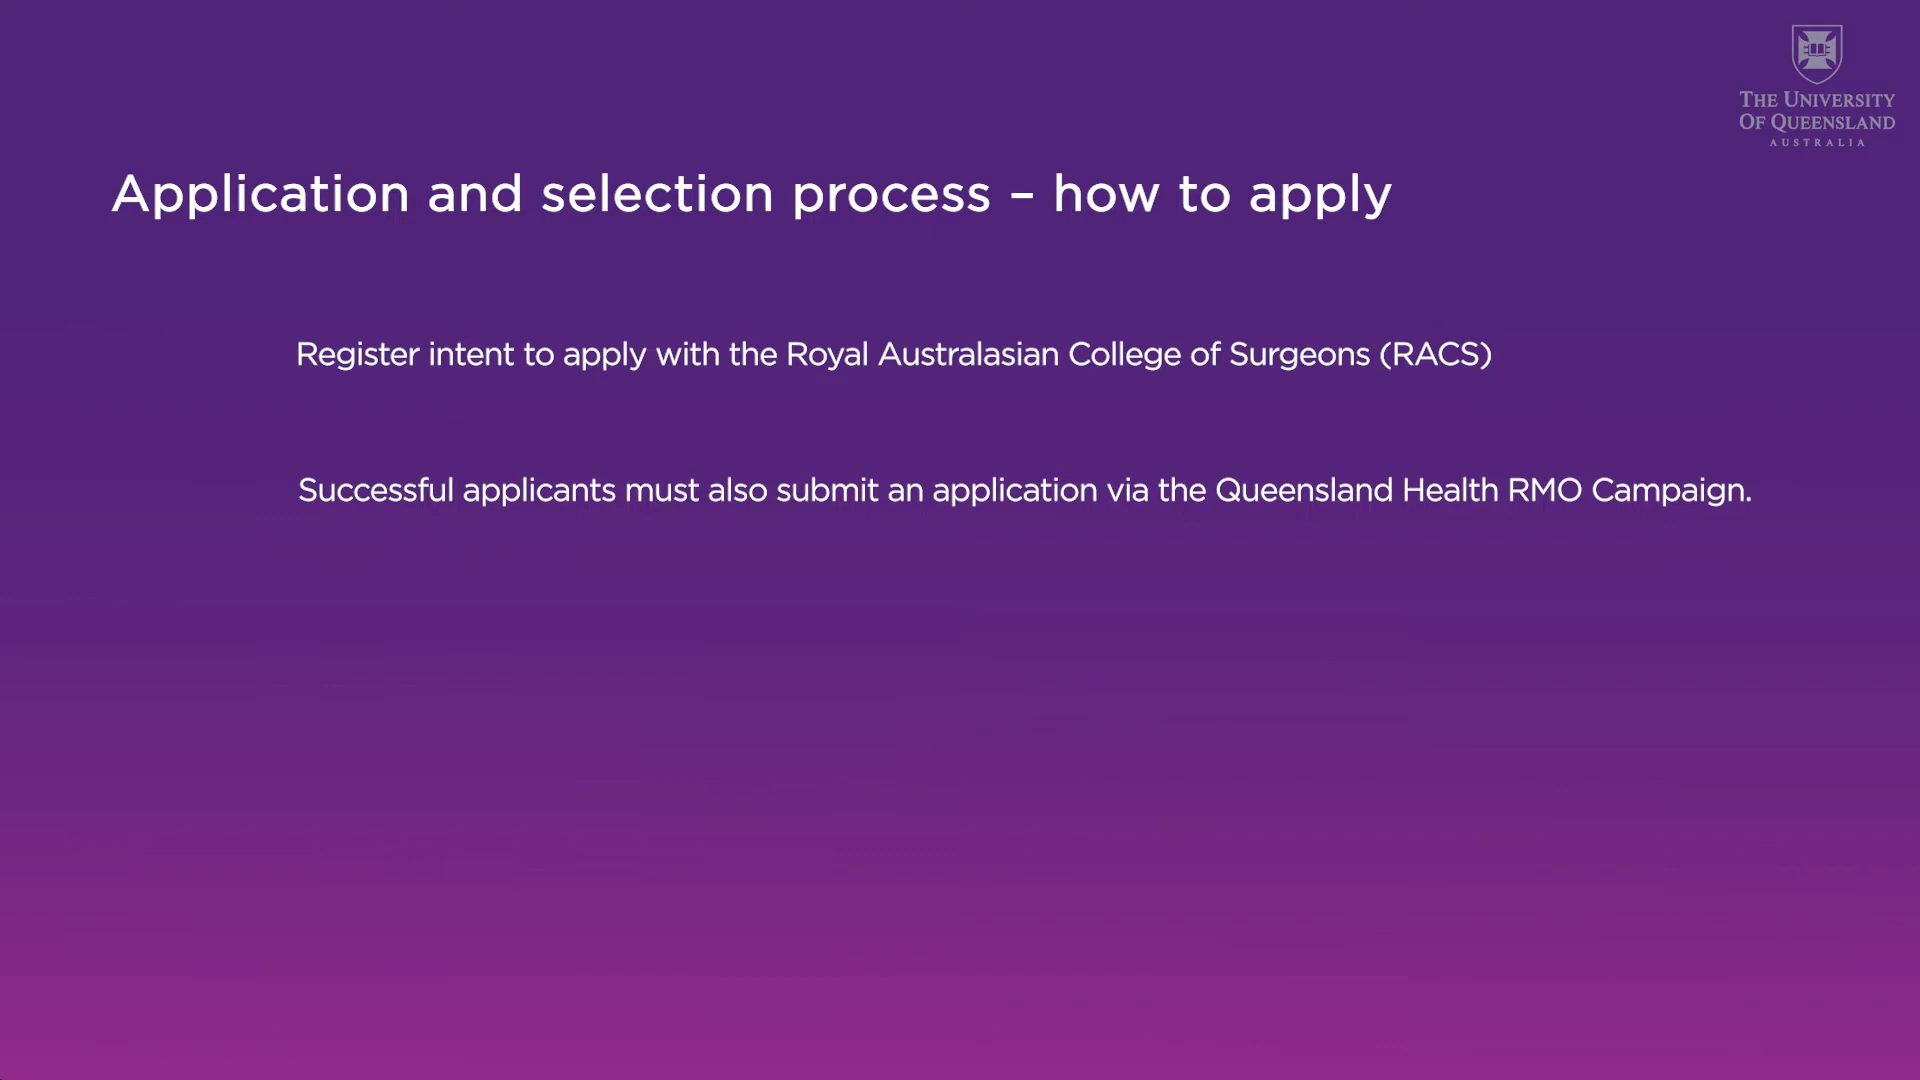 THE UNIVERSITY
OF QUEENSLAND
AUSTRALIA
Application and selection process – how to apply
Register intent to apply with the Royal Australasian College of Surgeons (RACS)
Successful applicants must also submit an application via the Queensland Health RMO Campaign.